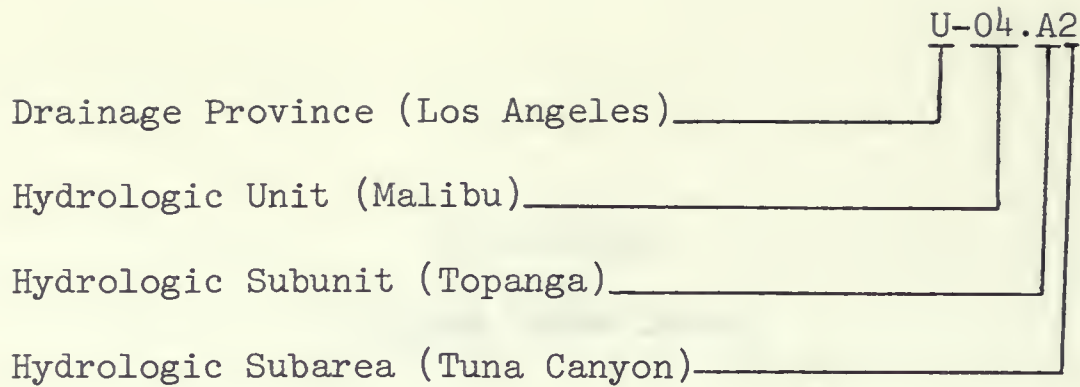 U-04.A2
Drainage Province (Los Angeles)
Hydrologic Unit (Malibu)
Hydrologic Subunit (Topanga)
Hydrologic Subarea (Tuna Canyon)